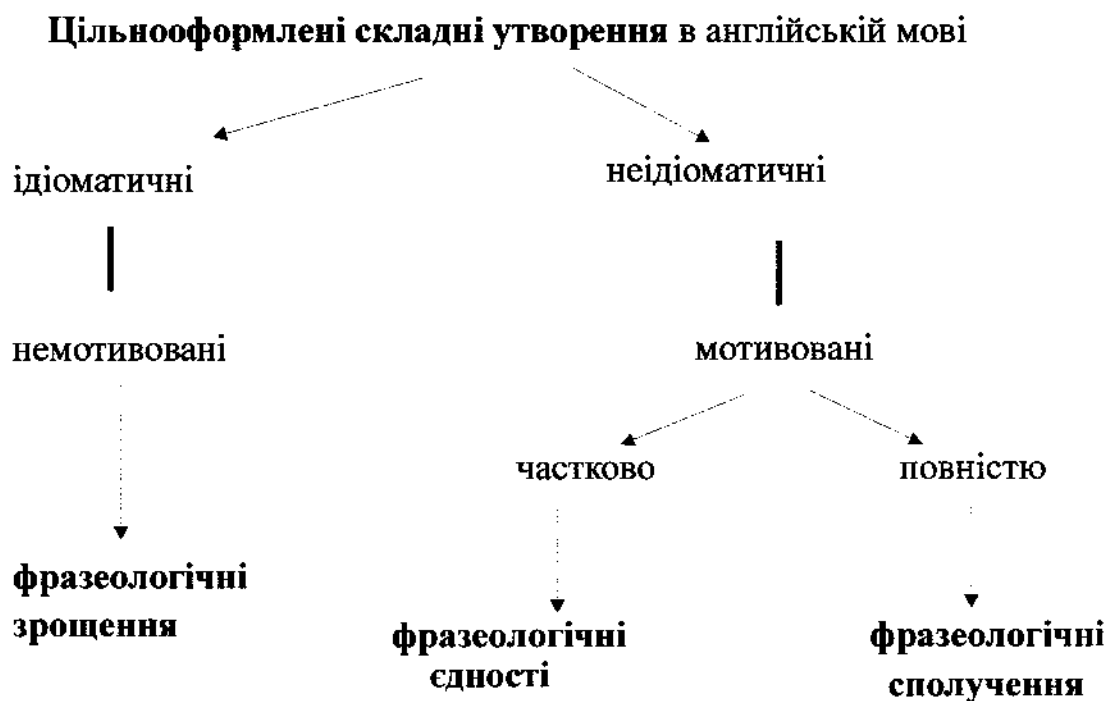 Цільнооформлені складні утворення в англійській мові
ідіоматичні
неідіоматичні
немотивовані
мотивовані
частково
повністю
фразеологічні
зрощення
фразеологічні
єдності
фразеологічні
сполучення